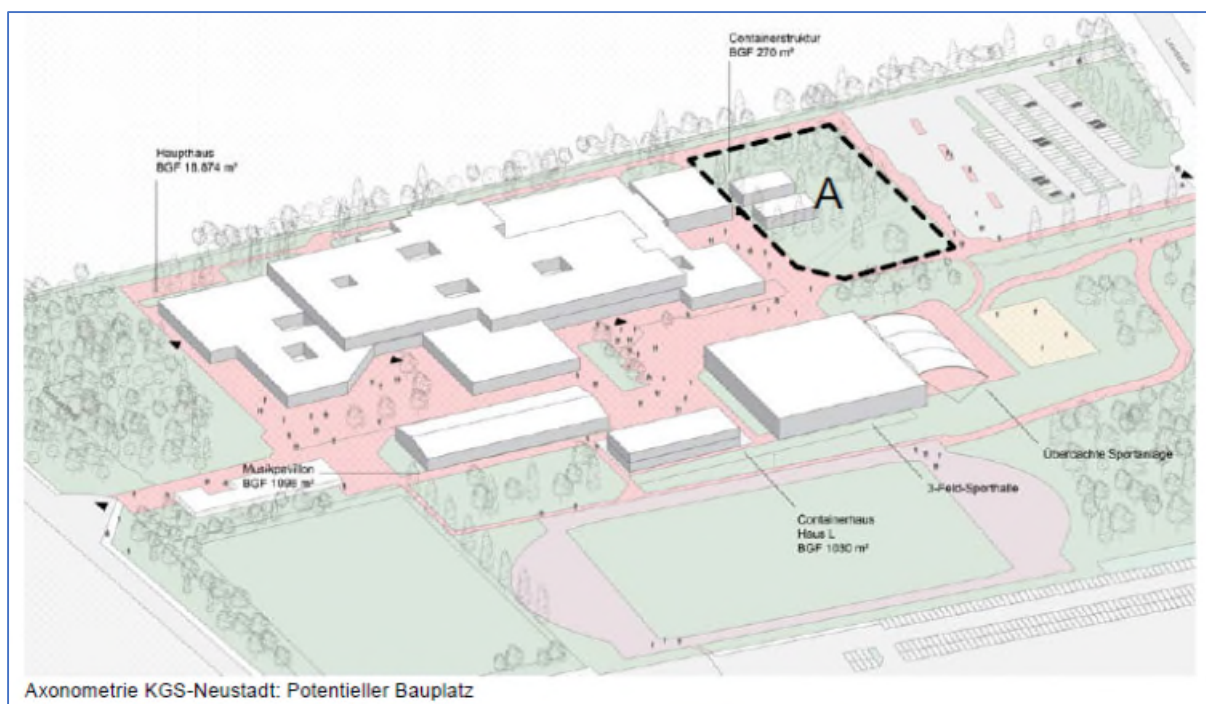 Containerstruktur
BGF 270 m²
Haupthaus
BGF 18.874 m²
A
Überdachte Sportanlage
Musikpavillon
BGF 1098 m²
3-Feld-Sporthalle
Containerhaus
Haus L
BGF 1030 m²
Axonometrie KGS-Neustadt: Potentieller Bauplatz